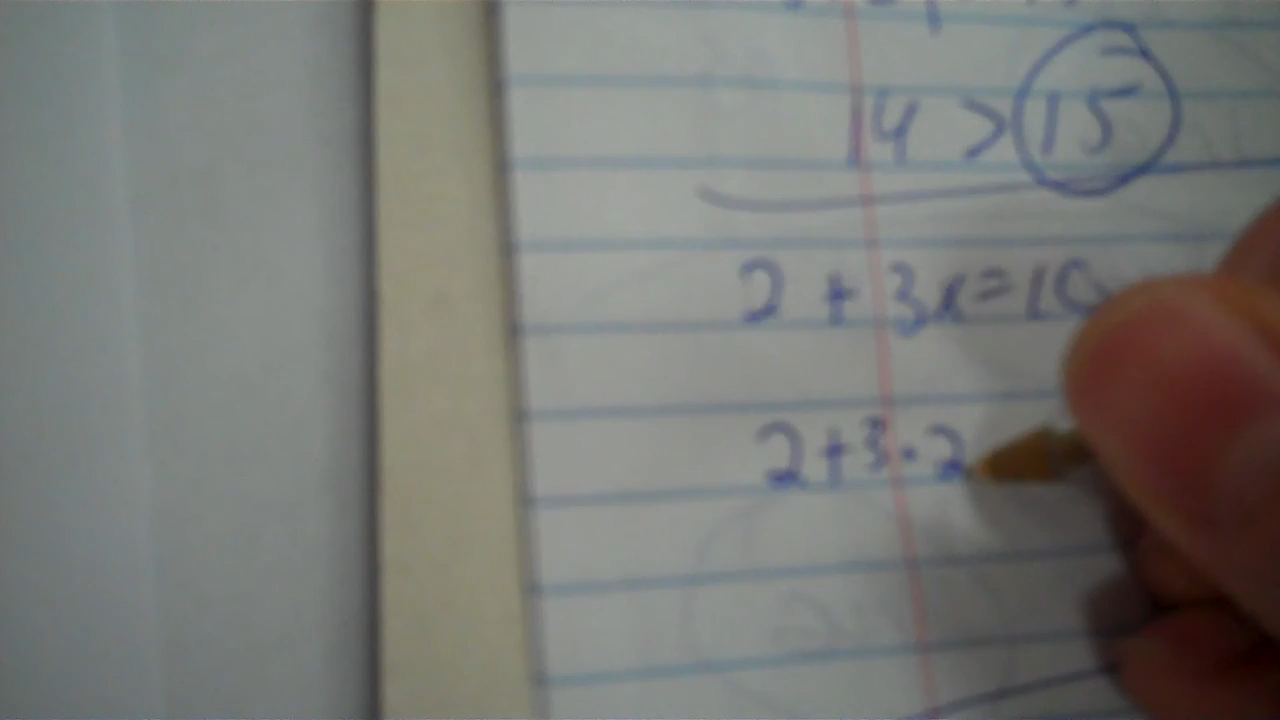 14 > 15
2 + 3x = 10
2+3·2